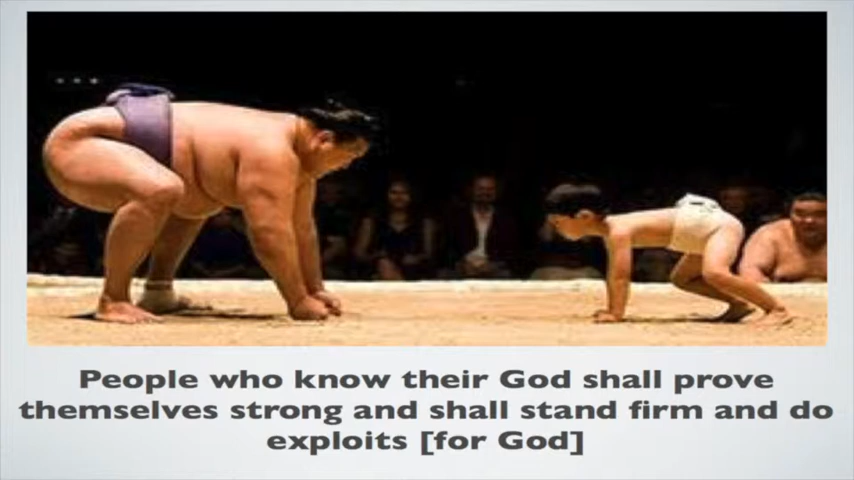 People who know their God shall prove
themselves strong and shall stand firm and do
exploits [for God]